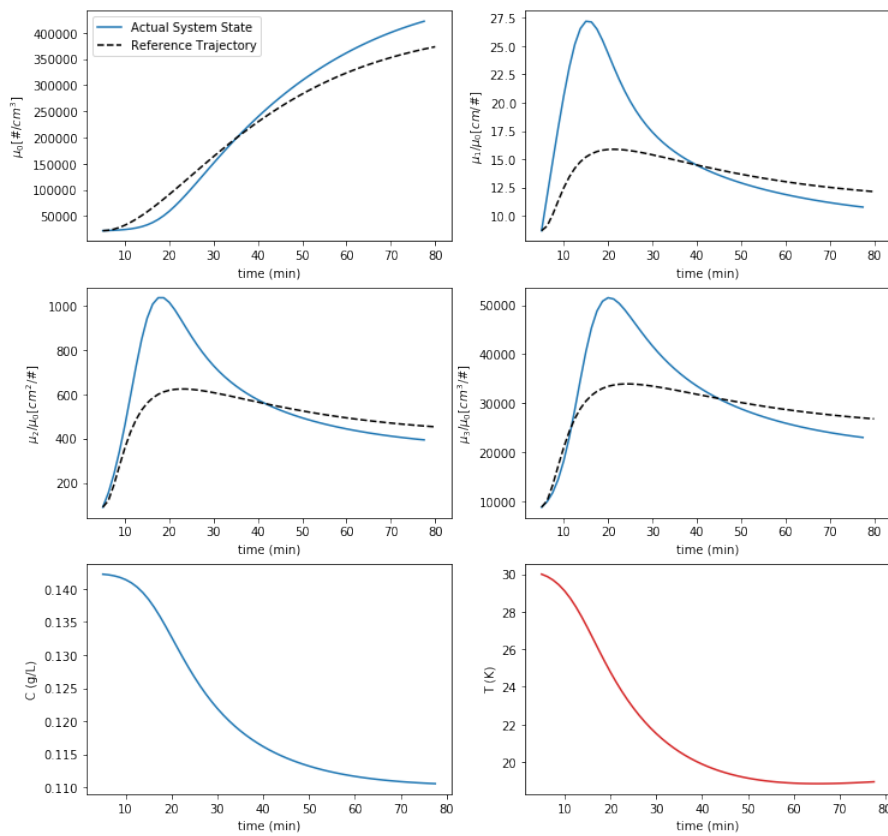 Actual System State
Reference Trajectory
400000
350000
300000
250000
200000
150000
100000
50000
μ₀[#/cm³]
10 20 30 40 50 60 70 80
time (min)
27.5
25.0
22.5
20.0
17.5
15.0
12.5
10.0
μ₁/μ₀[cm/#]
10 20 30 40 50 60 70 80
time (min)
1000
800
600
400
200
μ₂/μ₀[cm²/#]
10 20 30 40 50 60 70 80
time (min)
50000
40000
30000
20000
10000
μ₃/μ₀[cm³/#]
10 20 30 40 50 60 70 80
time (min)
0.140
0.135
0.130
0.125
0.120
0.115
0.110
C (g/L)
10 20 30 40 50 60 70 80
time (min)
30
28
26
24
22
20
T (K)
10 20 30 40 50 60 70 80
time (min)